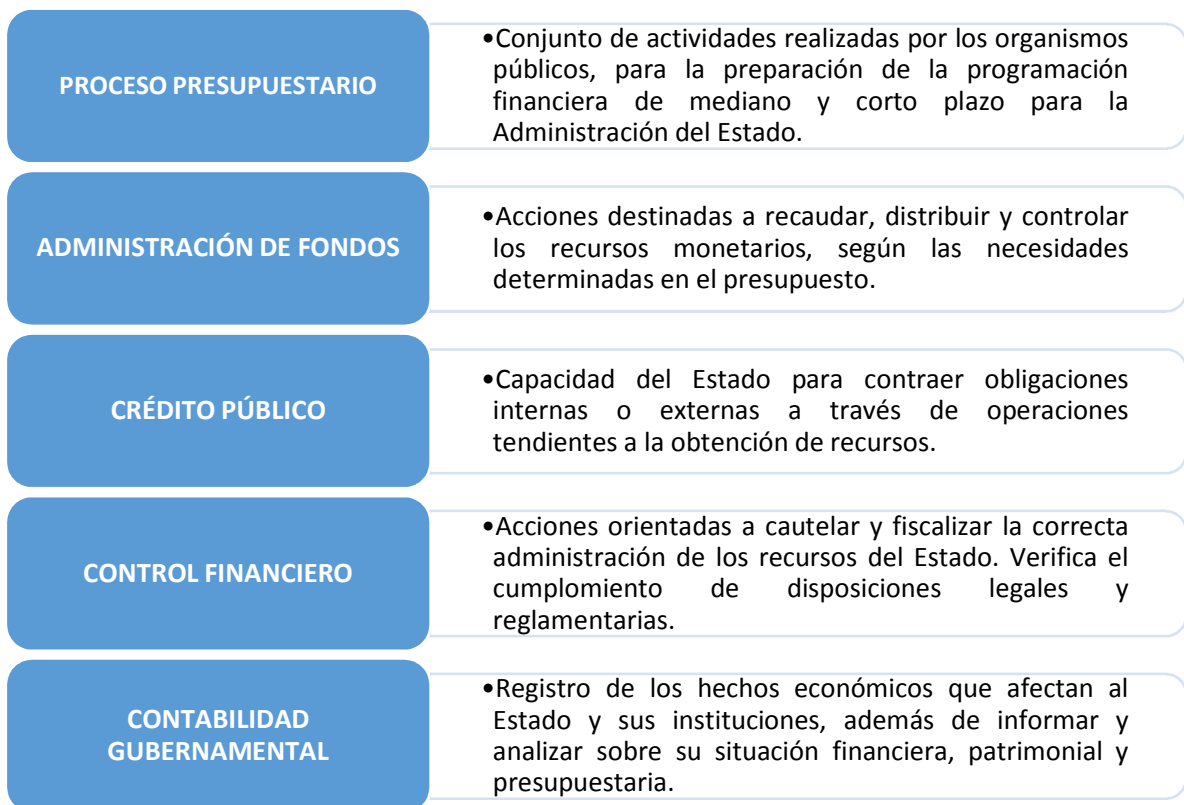 PROCESO PRESUPUESTARIO
•Conjunto de actividades realizadas por los organismos
públicos, para la preparación de la programación
financiera de mediano y corto plazo para la
Administración del Estado.
ADMINISTRACIÓN DE FONDOS
•Acciones destinadas a recaudar, distribuir y controlar
los recursos monetarios, según las necesidades
determinadas en el presupuesto.
CRÉDITO PÚBLICO
•Capacidad del Estado para contraer obligaciones
internas o externas a través de operaciones
tendientes a la obtención de recursos.
CONTROL FINANCIERO
•Acciones orientadas a cautelar y fiscalizar la correcta
administración de los recursos del Estado. Verifica el
cumplomiento de disposiciones legales y
reglamentarias.
CONTABILIDAD
GUBERNAMENTAL
•Registro de los hechos económicos que afectan al
Estado y sus instituciones, además de informar y
analizar sobre su situación financiera, patrimonial y
presupuestaria.